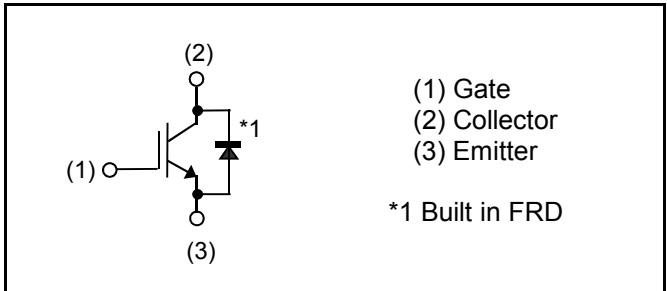 (2)
*1
(1)
(3)
(1) Gate
(2) Collector
(3) Emitter
*1 Built in FRD